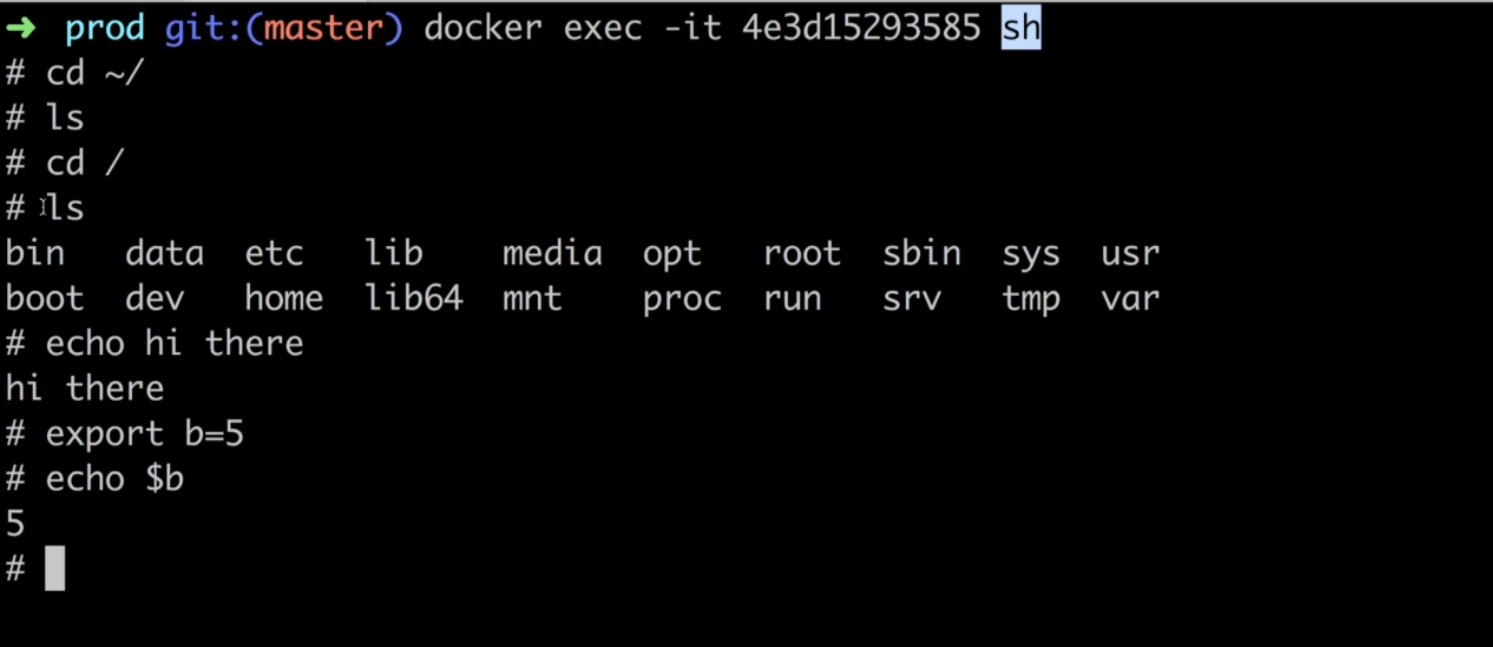 ➜ prod git:(master) docker exec -it 4e3d15293585 sh
# cd ~/
# ls
# cd /
# ls
bin data etc lib media opt root sbin sys usr
boot dev home lib64 mnt proc run srv tmp var
# echo hi there
hi there
# export b=5
# echo $b
5
#